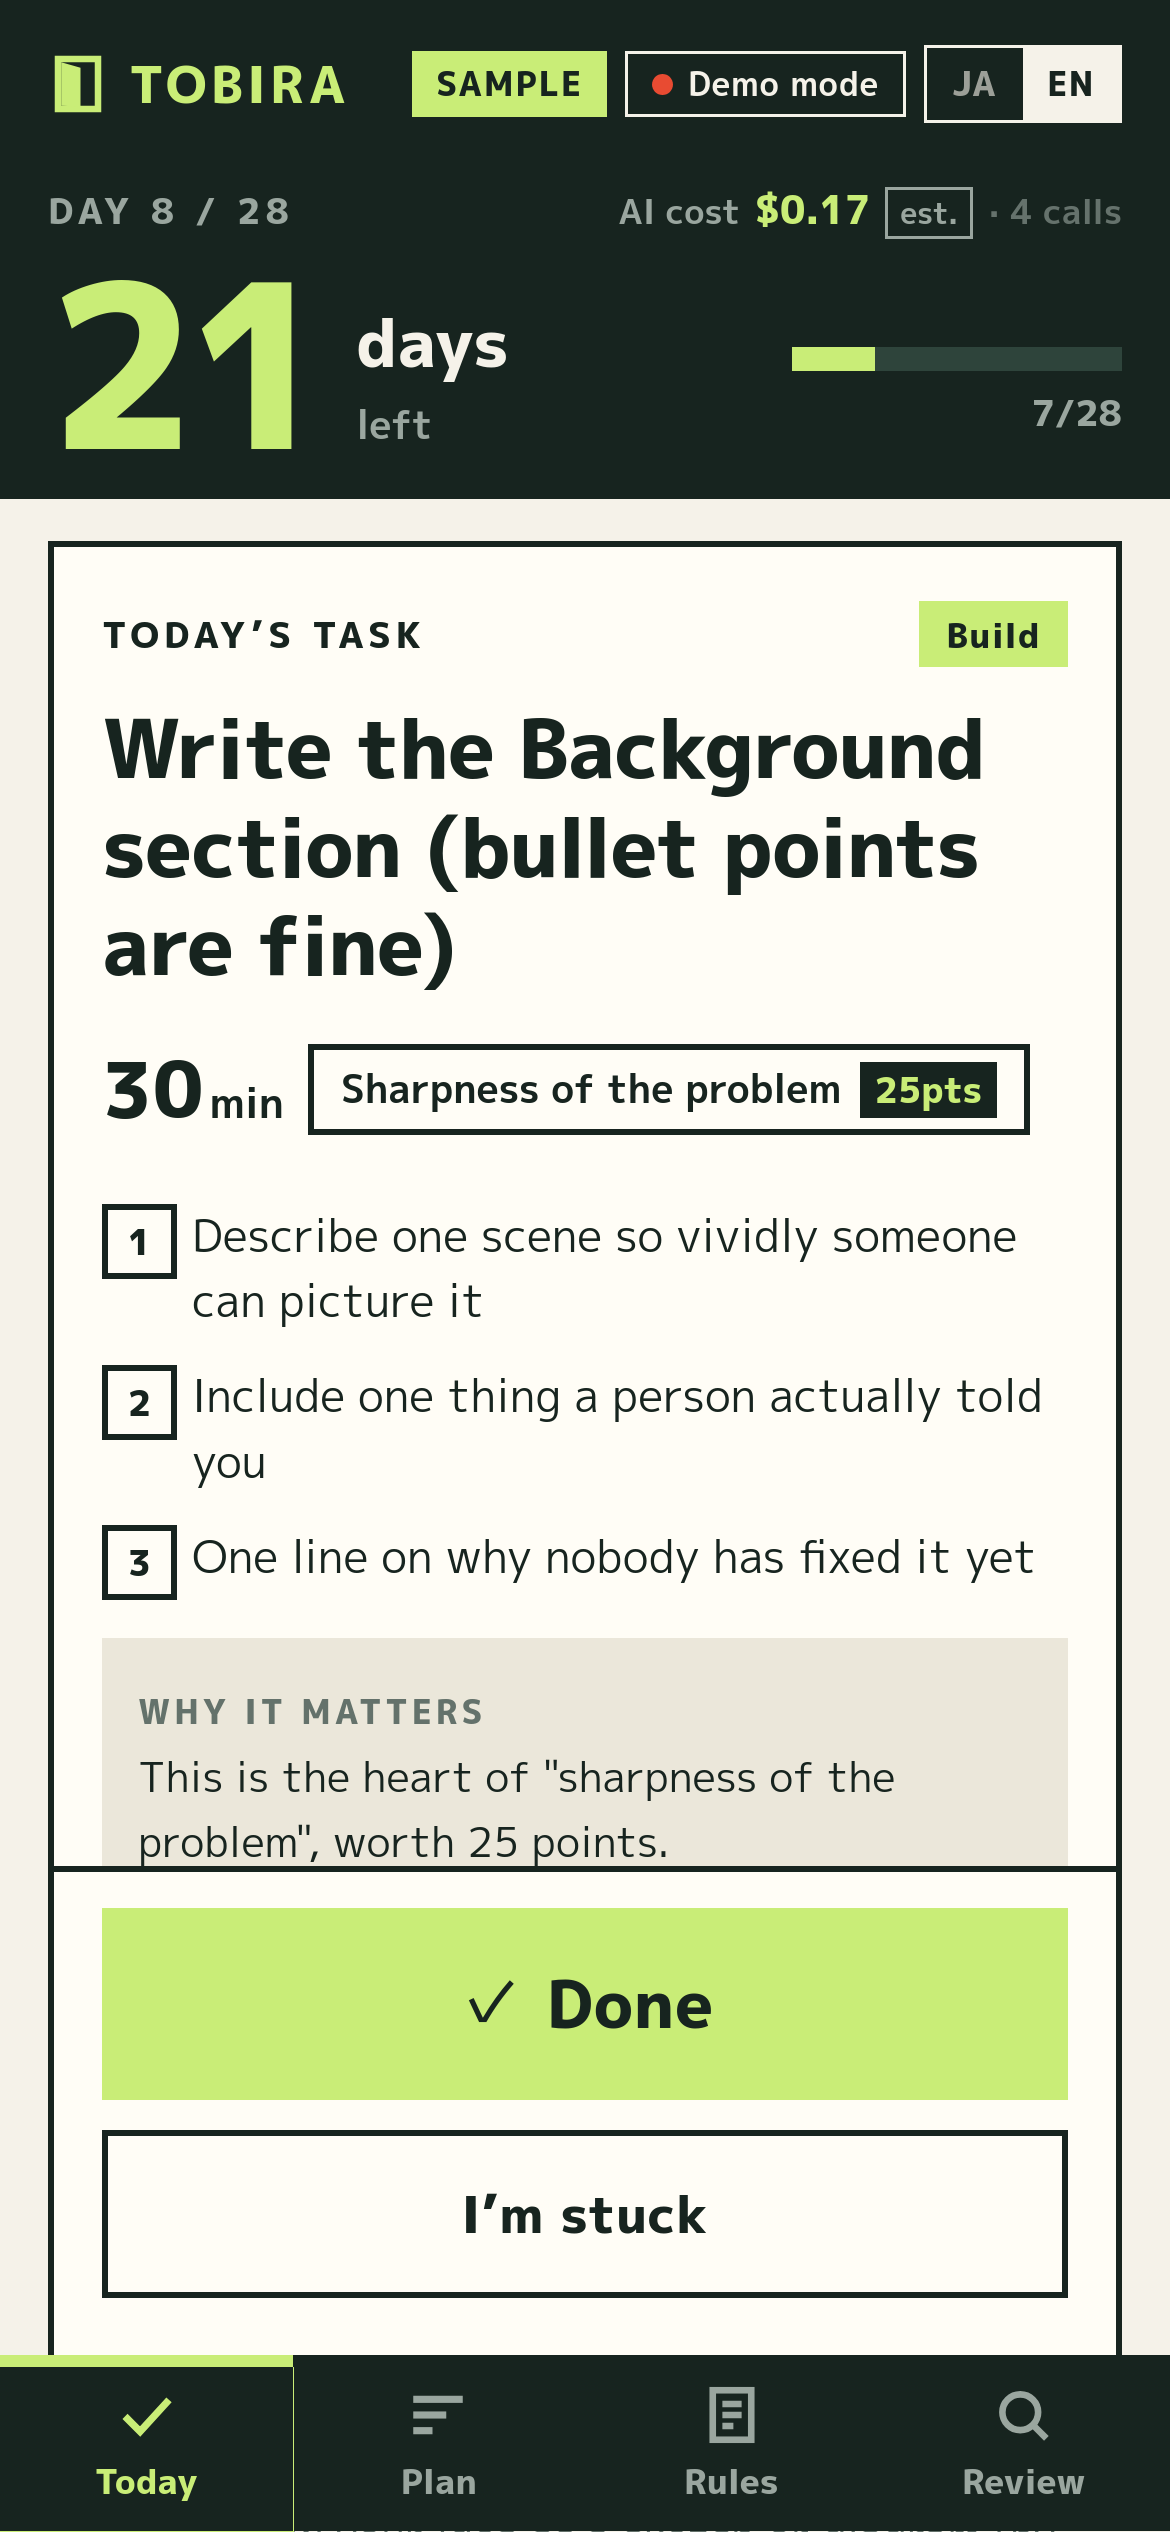 TOBIRA
SAMPLE
Demo mode
JA
EN
DAY 8 / 28
AI cost $0.17 est. · 4 calls
21 days
left
7/28
TODAY’S TASK
Build
Write the Background
section (bullet points
are fine)
30 min
Sharpness of the problem 25pts
1 Describe one scene so vividly someone
can picture it
2 Include one thing a person actually told
you
3 One line on why nobody has fixed it yet
WHY IT MATTERS
This is the heart of "sharpness of the
problem", worth 25 points.
✓ Done
I’m stuck
Today
Plan
Rules
Review